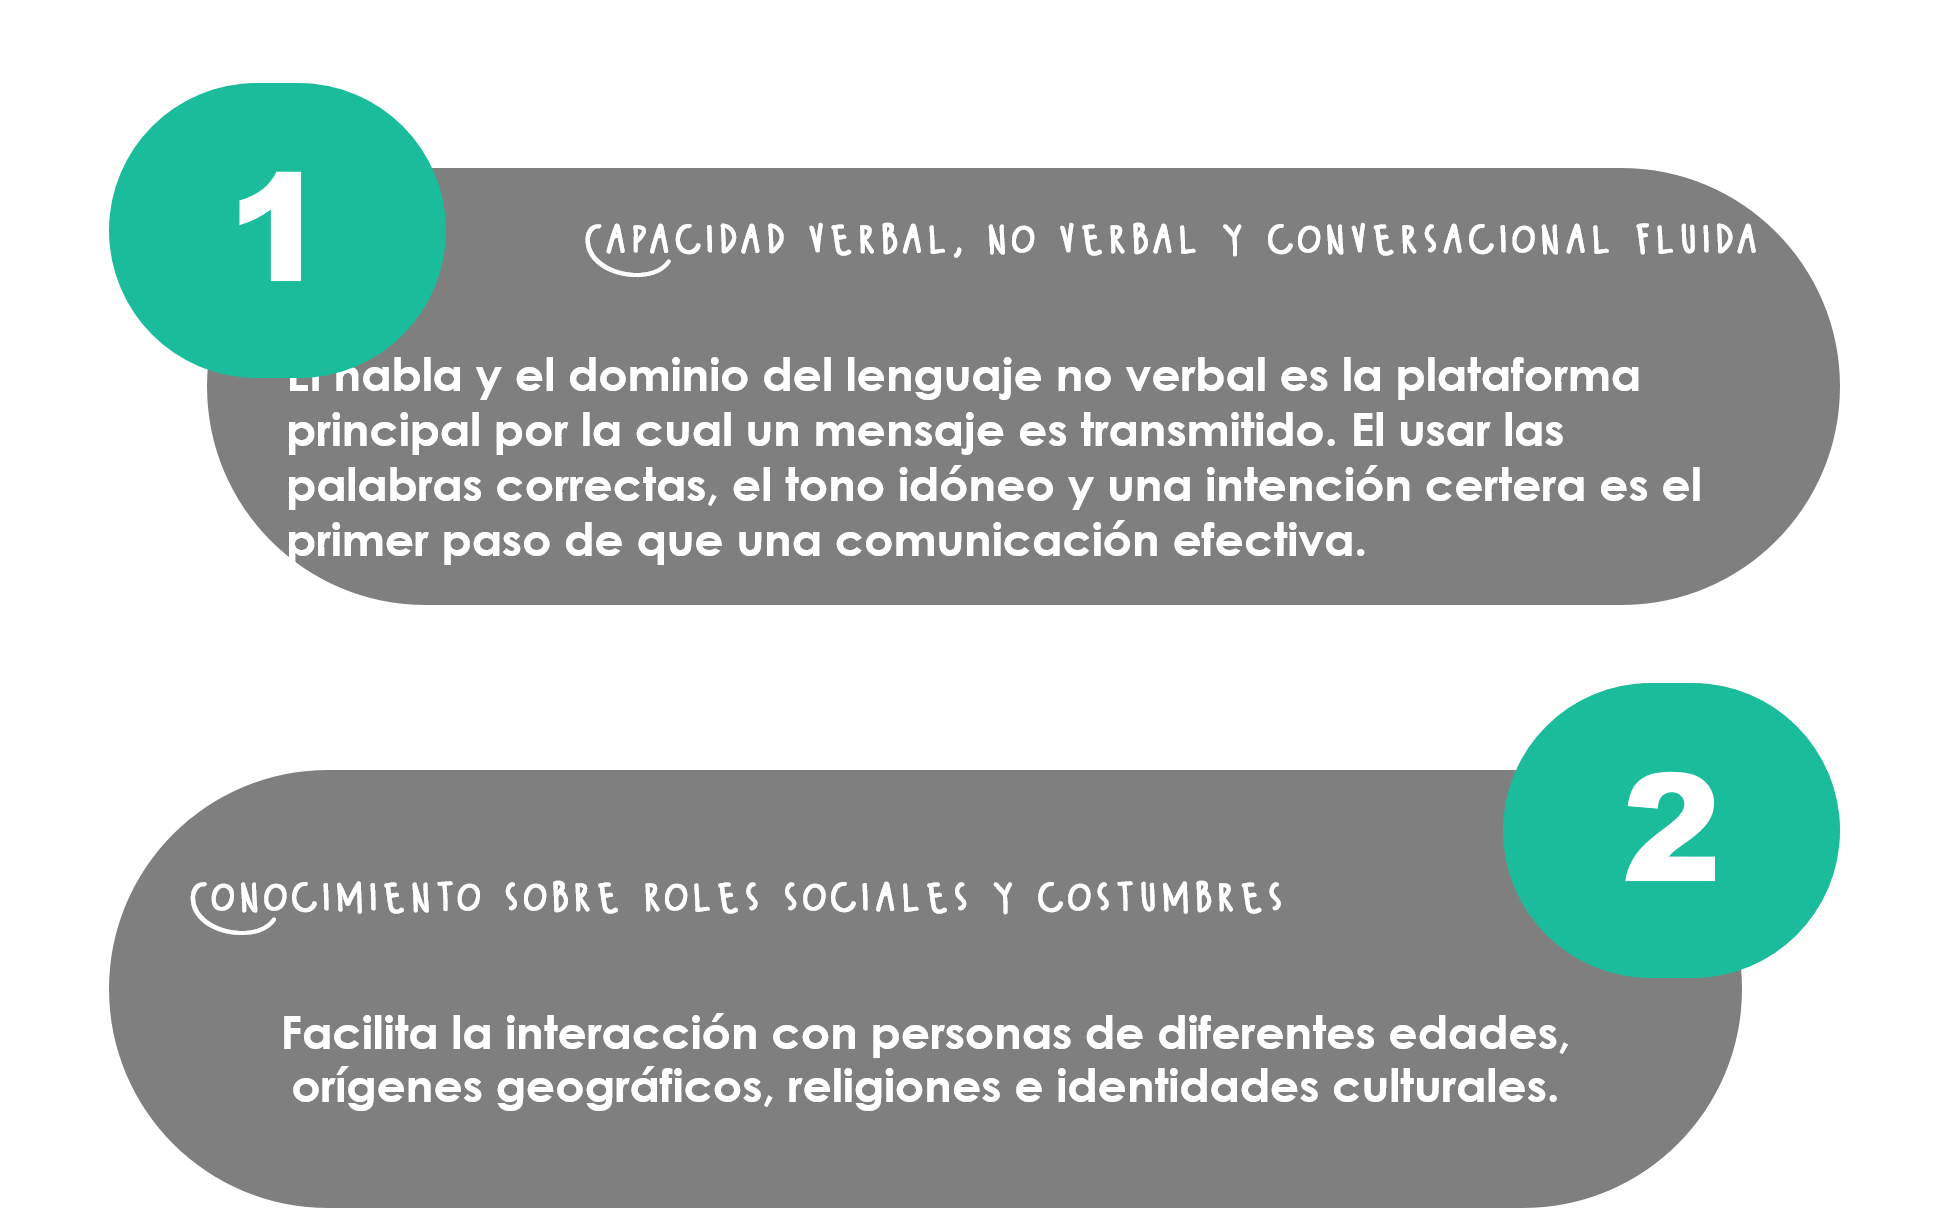 1
CAPACIDAD VERBAL, NO VERBAL Y CONVERSACIONAL FLUIDA
El habla y el dominio del lenguaje no verbal es la plataforma
principal por la cual un mensaje es transmitido. El usar las
palabras correctas, el tono idóneo y una intención certera es el
primer paso de que una comunicación efectiva.
2
CONOCIMIENTO SOBRE ROLES SOCIALES Y COSTUMBRES
Facilita la interacción con personas de diferentes edades,
orígenes geográficos, religiones e identidades culturales.